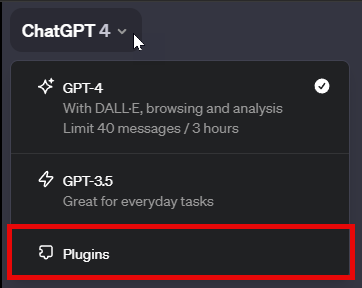 ChatGPT 4
GPT-4
With DALL·E, browsing and analysis
Limit 40 messages / 3 hours
GPT-3.5
Great for everyday tasks
Plugins